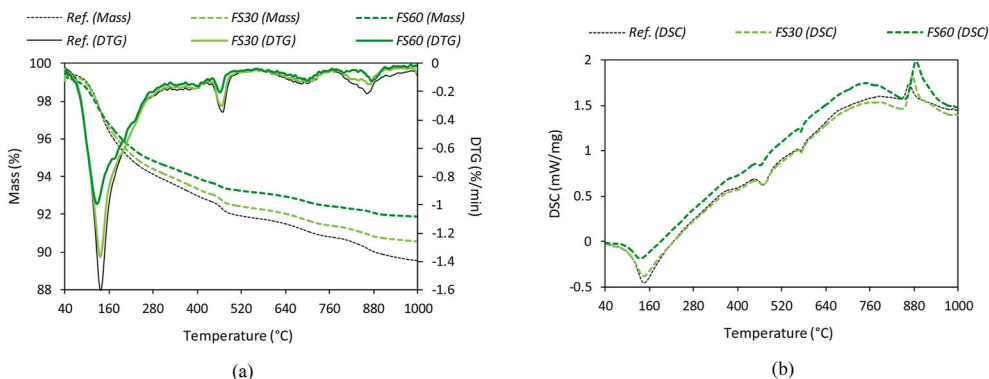 Ref. (Mass) FS30 (Mass) FS60 (Mass)
Ref. (DTG) FS30 (DTG) FS60 (DTG)
100
98
96
94
92
90
88
Mass (%)
0
-0.2
-0.4
-0.6
-0.8
-1
-1.2
-1.4
-1.6
DTG (%/min)
40 160 280 400 520 640 760 880 1000
Temperature (°C)
(a)
Ref. (DSC) FS30 (DSC) FS60 (DSC)
2
1.5
1
0.5
0
-0.5
DSC (mW/mg)
40 160 280 400 520 640 760 880 1000
Temperature (°C)
(b)